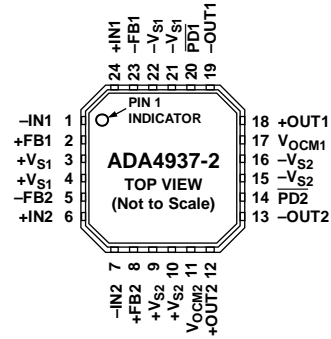 24 +IN1
23 –FB1
22 –VS1
21 –VS1
20 PD1
19 –OUT1
–IN1 1
+FB1 2
+VS1 3
+VS1 4
–FB2 5
+IN2 6
PIN 1
INDICATOR
ADA4937-2
TOP VIEW
(Not to Scale)
18 +OUT1
17 VOCM1
16 –VS2
15 –VS2
14 PD2
13 –OUT2
–IN2 7
+FB2 8
+VS2 9
+VS2 10
VOCM2 11
+OUT2 12